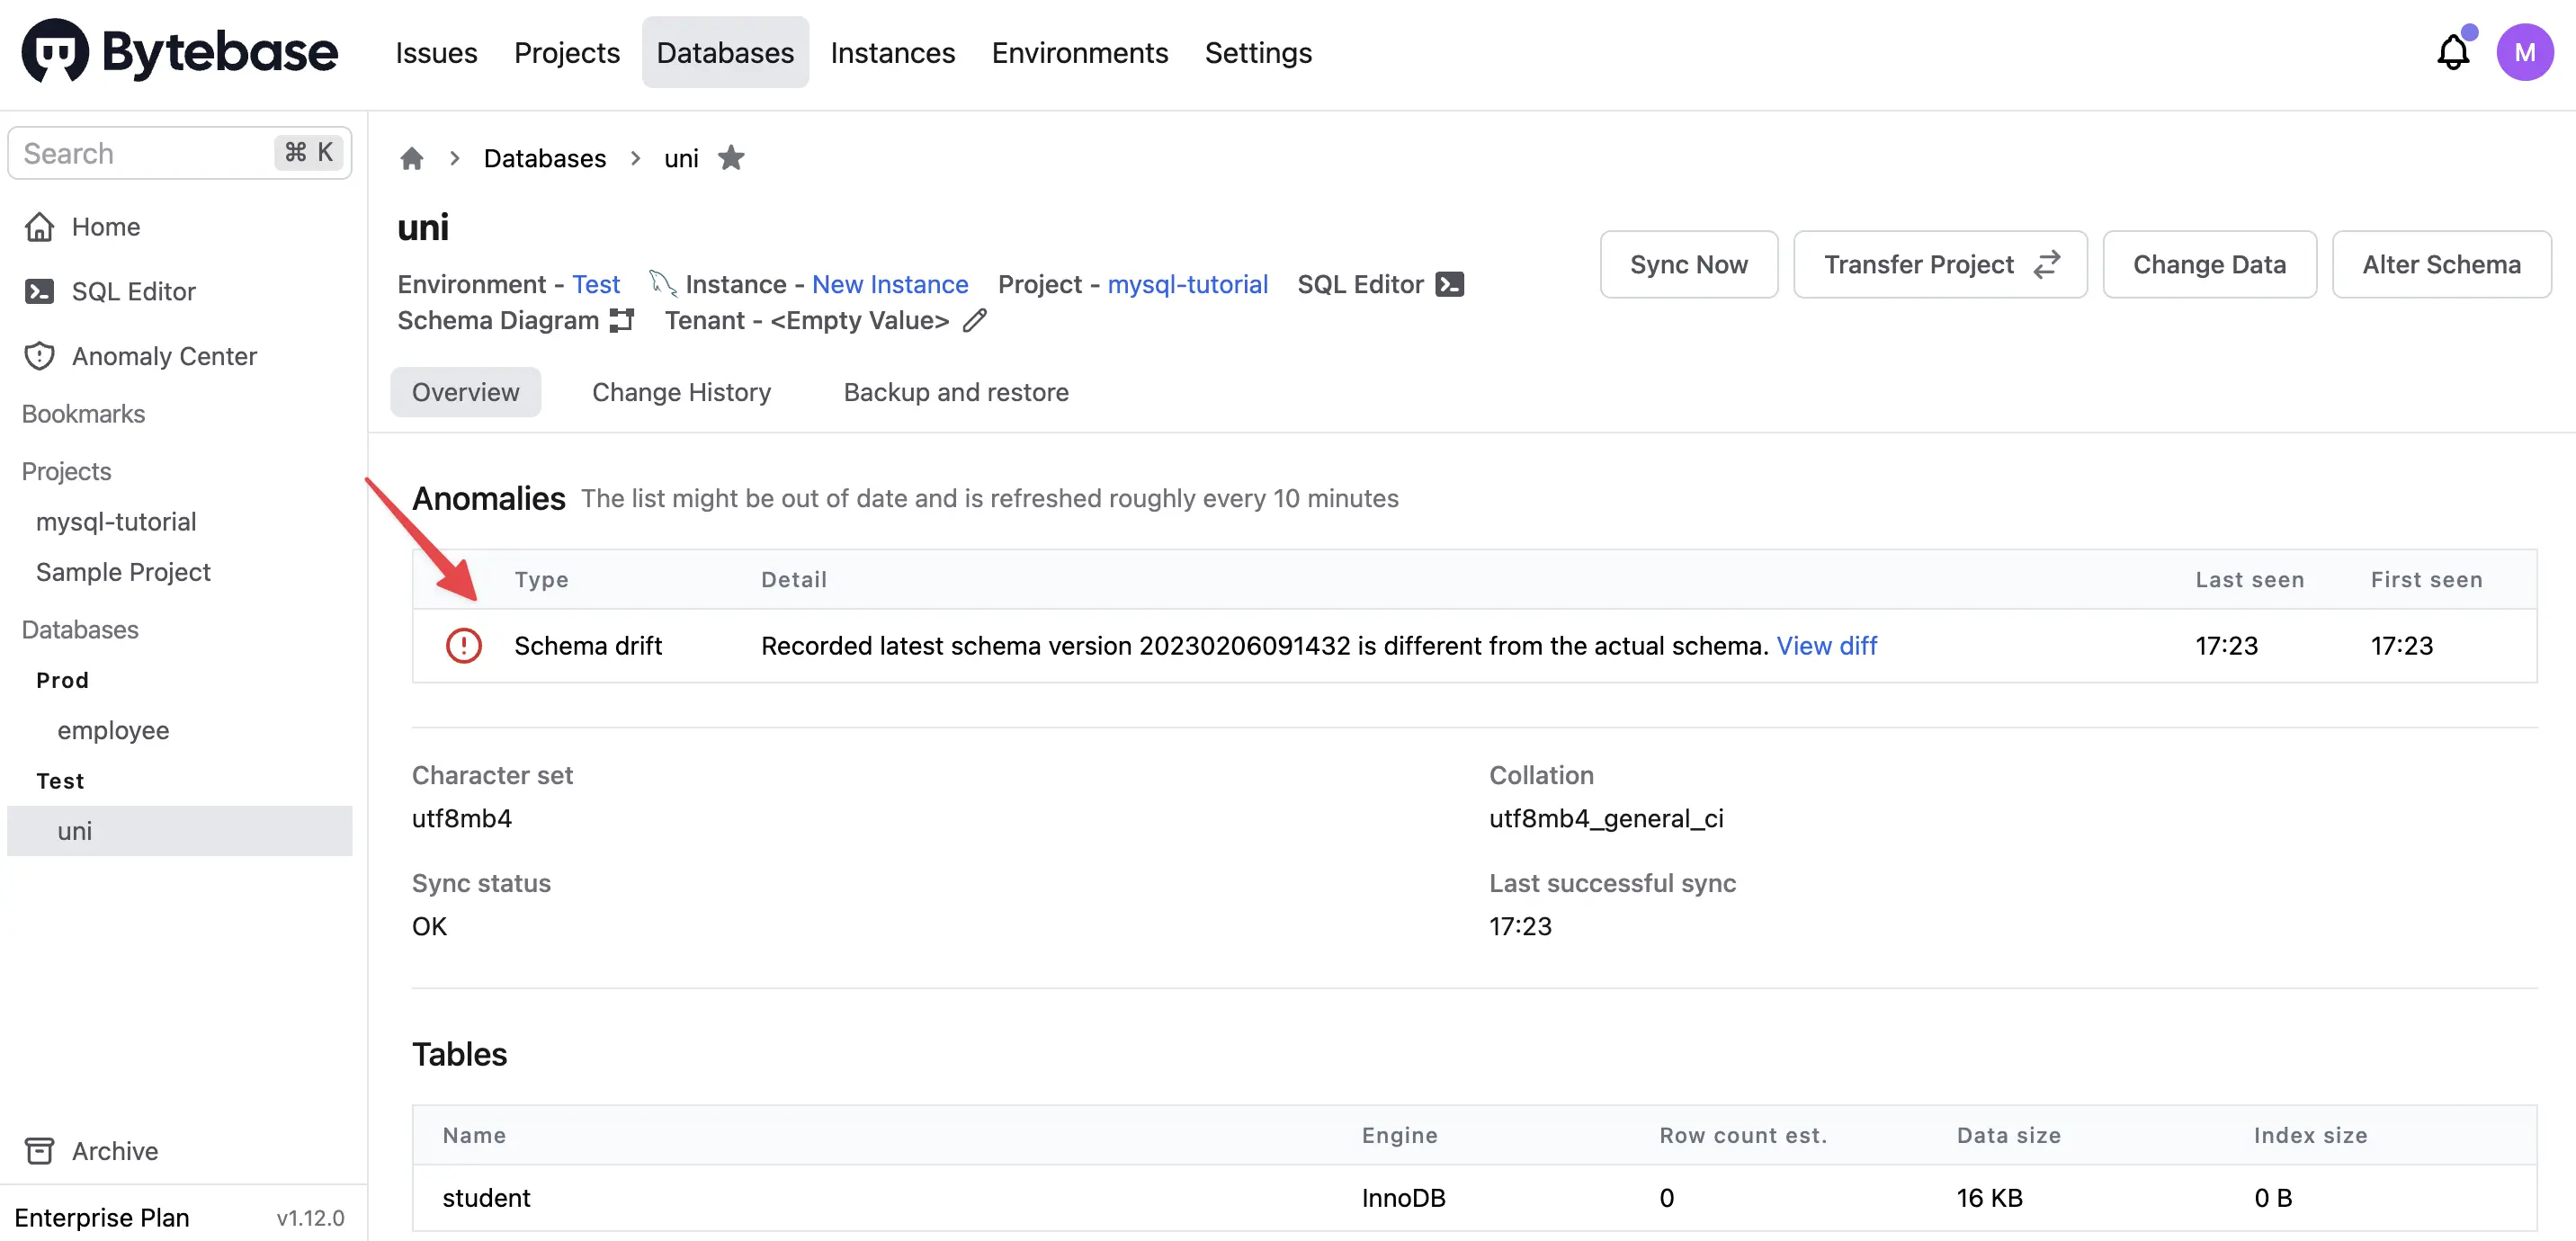 Bytebase
Issues Projects Databases Instances Environments Settings
M
Search ⌘ K
Home
SQL Editor
Anomaly Center
Bookmarks
Projects
mysql-tutorial
Sample Project
Databases
Prod
employee
Test
uni
Archive
Enterprise Plan v1.12.0
Databases uni
uni
Environment - Test Instance - New Instance Project - mysql-tutorial SQL Editor
Schema Diagram Tenant - <Empty Value>
Sync Now Transfer Project Change Data Alter Schema
Overview Change History Backup and restore
Anomalies The list might be out of date and is refreshed roughly every 10 minutes
Type Detail Last seen First seen
Schema drift Recorded latest schema version 20230206091432 is different from the actual schema. View diff 17:23 17:23
Character set Collation
utf8mb4 utf8mb4_general_ci
Sync status Last successful sync
OK 17:23
Tables
Name Engine Row count est. Data size Index size
student InnoDB 0 16 KB 0 B